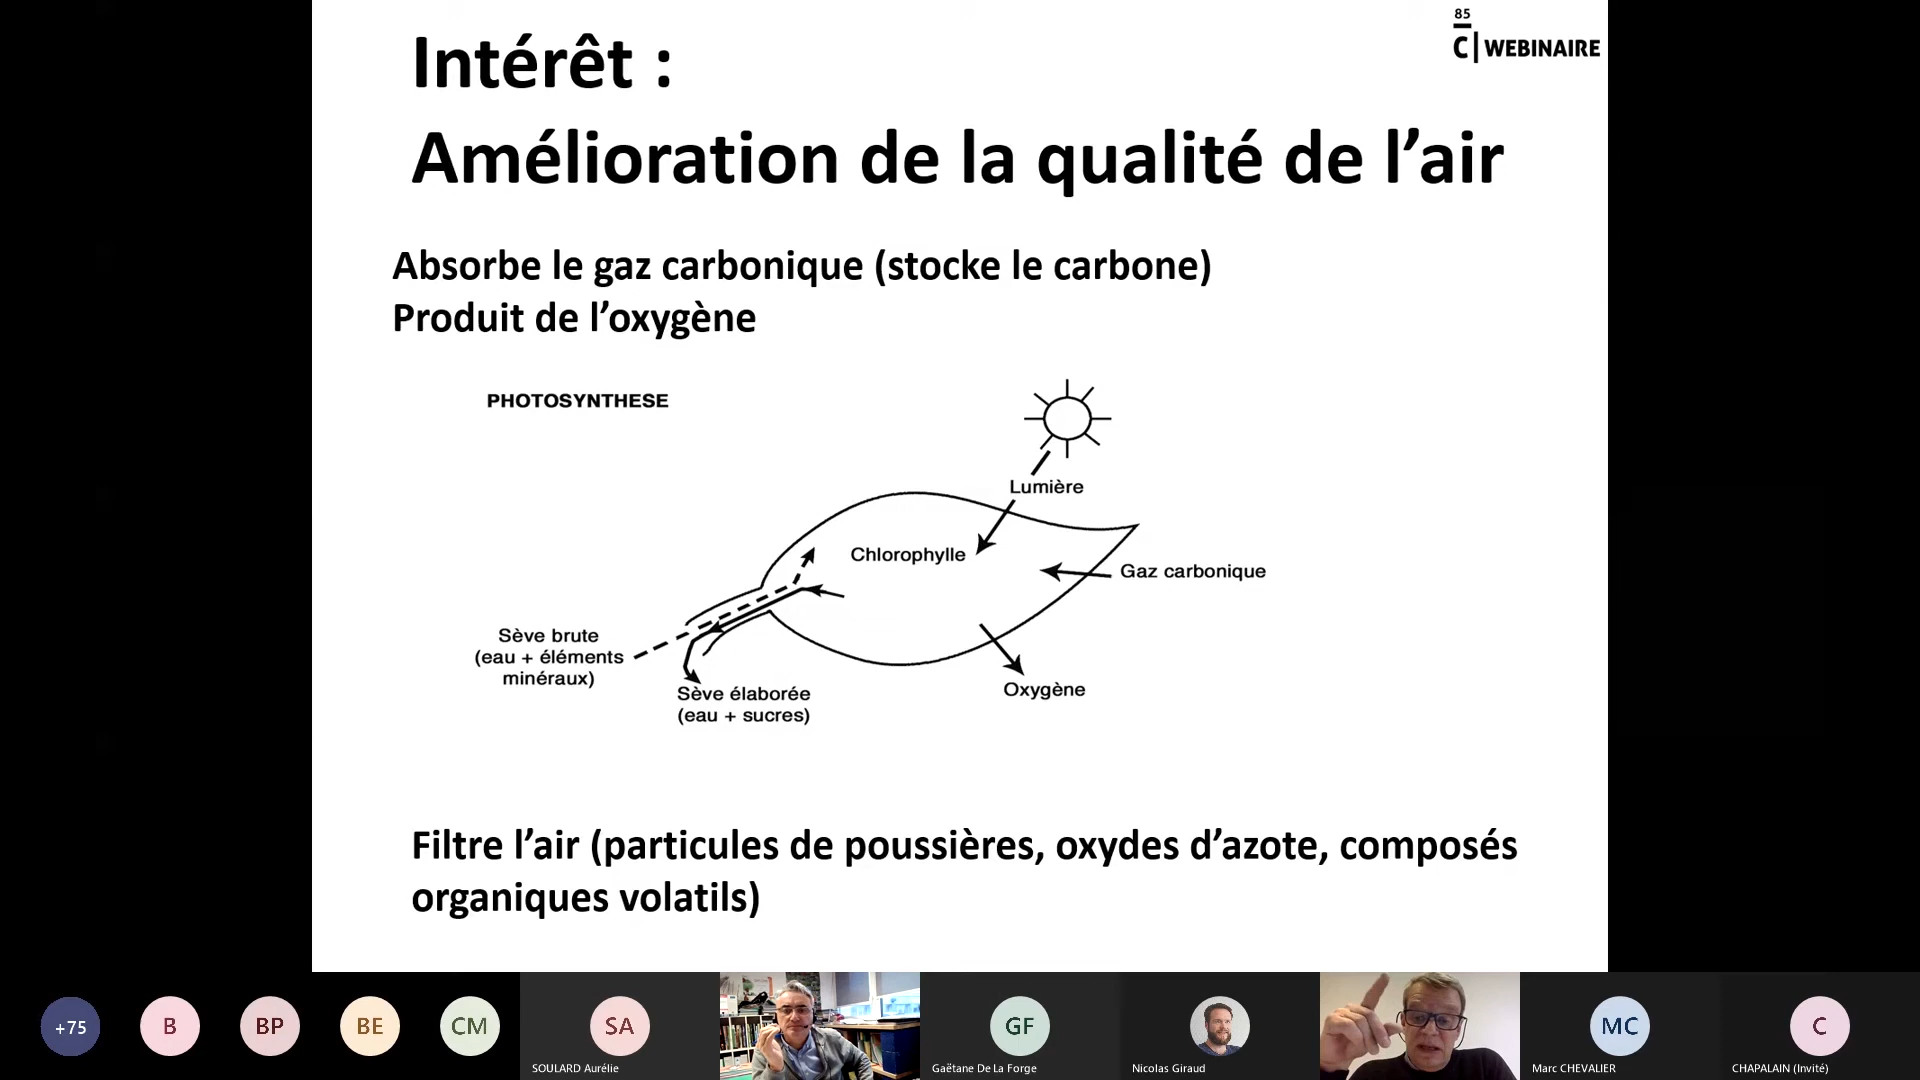 Intérêt :
85
C|WEBINAIRE
Amélioration de la qualité de l’air
Absorbe le gaz carbonique (stocke le carbone)
Produit de l’oxygène
PHOTOSYNTHESE
Lumière
Chlorophylle
Gaz carbonique
Sève brute
(eau + éléments
minéraux)
Sève élaborée
(eau + sucres)
Oxygène
Filtre l’air (particules de poussières, oxydes d’azote, composés
organiques volatils)
+75
B
BP
BE
CM
SA
SOULARD Aurélie
GF
Gaëtane De La Forge
Nicolas Giraud
MC
Marc CHEVALIER
C
CHAPALAIN (Invité)